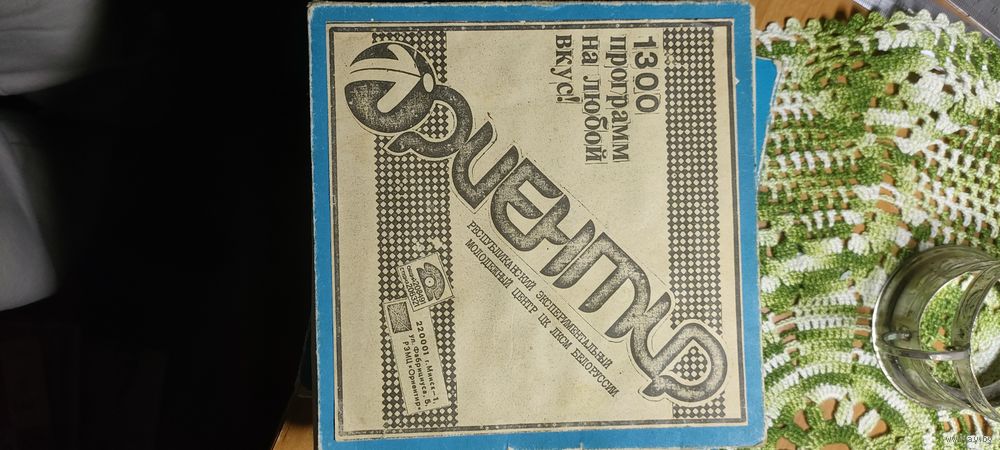 1300
программ
на любой
вкус!
ОРИЕНТИР
РЕСПУБЛИКАНСКИЙ ЭКСПЕРИМЕНТАЛЬНЫЙ
МОЛОДЕЖНЫЙ ЦЕНТР ЦК ЛКСМ БЕЛОРУССИИ
220001 г. Минск-1,
ул. Фабрициуса, 5,
РЭМЦ «Ориентир»